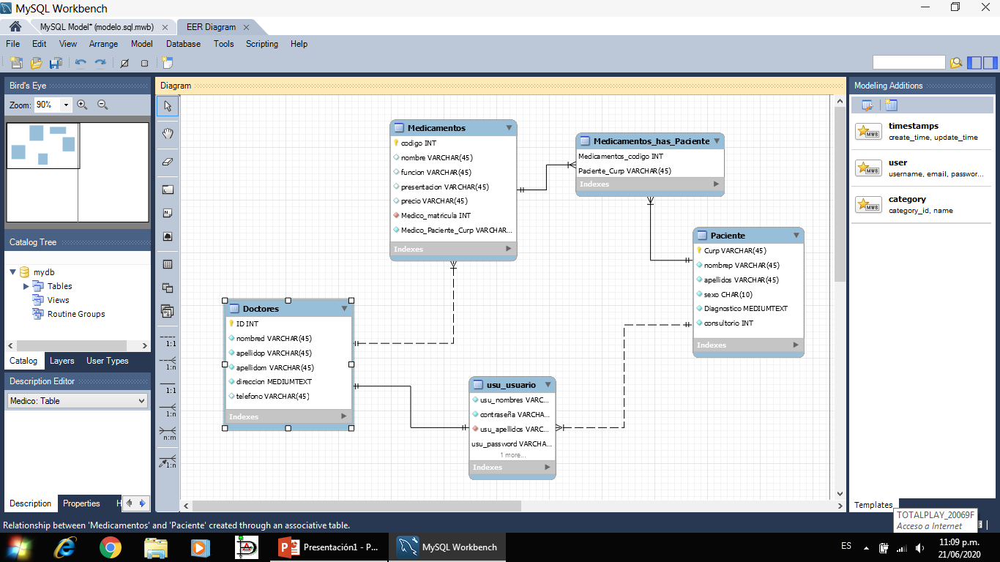 MySQL Workbench
MySQL Model* (modelo.sql.mwb)
EER Diagram
File Edit View Arrange Model Database Tools Scripting Help
Bird's Eye
Zoom: 90%
Catalog Tree
mydb
Tables
Views
Routine Groups
Catalog Layers User Types
Description Editor
Medico: Table
Description Properties H
Diagram
1:1
1:n
1:1
1:n
n:m
1:n
Medicamentos
codigo INT
nombre VARCHAR(45)
funcion VARCHAR(45)
presentacion VARCHAR(45)
precio VARCHAR(45)
Medico_matricula INT
Medico_Paciente_Curp VARCHAR...
Indexes
Medicamentos_has_Paciente
Medicamentos_codigo INT
Paciente_Curp VARCHAR(45)
Indexes
Paciente
Curp VARCHAR(45)
nombrep VARCHAR(45)
apellidos VARCHAR(45)
sexo CHAR(10)
Diagnostico MEDIUMTEXT
consultorio INT
Indexes
Doctores
ID INT
nombred VARCHAR(45)
apellidop VARCHAR(45)
apellidom VARCHAR(45)
direccion MEDIUMTEXT
telefono VARCHAR(45)
Indexes
usu_usuario
usu_nombres VARC...
contraseña VARCHA...
usu_apellidos VARC...
usu_password VARCHA...
1 more...
Indexes
Modeling Additions
MWB
timestamps
create_time, update_time
MWB
user
username, email, passwor...
MWB
category
category_id, name
Templates
TOTALPLAY_20069F
Acceso a Internet
Relationship between 'Medicamentos' and 'Paciente' created through an associative table.
Presentación1 - P...
MySQL Workbench
ES
11:09 p.m.
21/06/2020